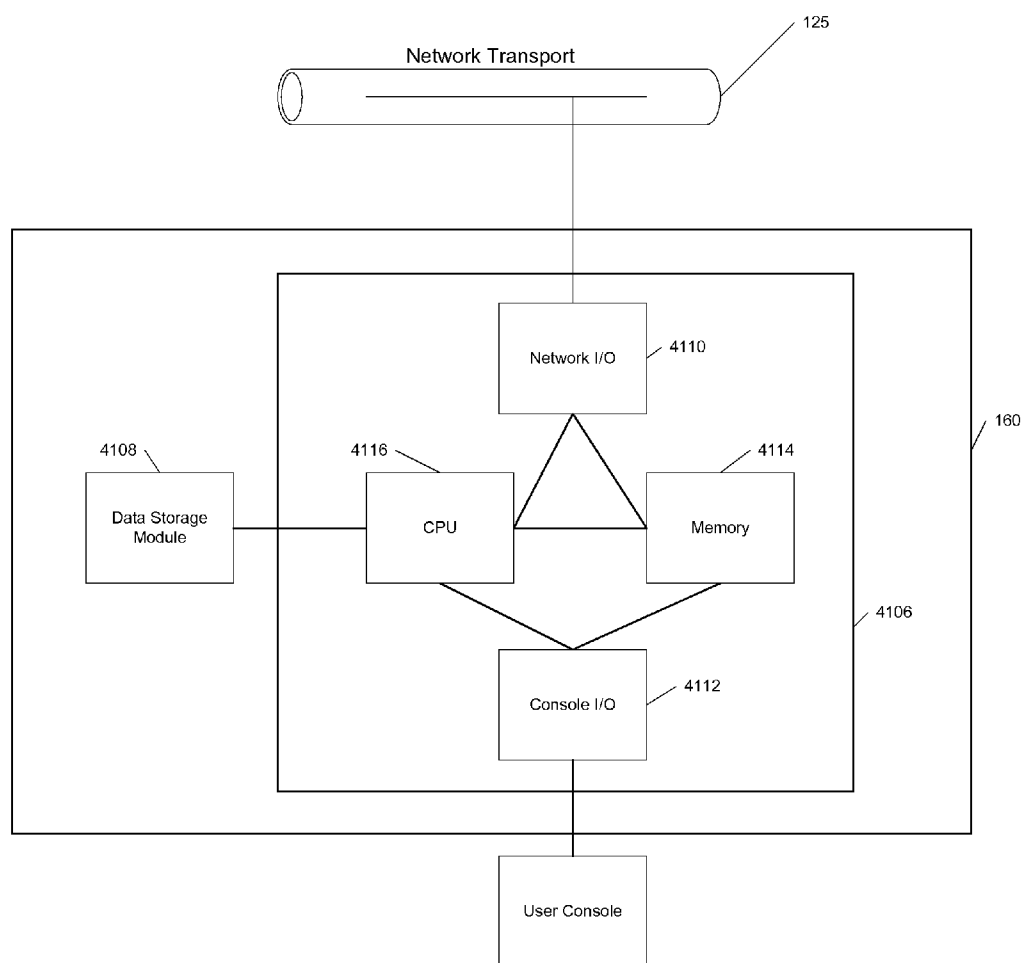 125
Network Transport
Network I/O
4110
160
4108
4116
4114
Data Storage
Module
CPU
Memory
4106
4112
Console I/O
User Console